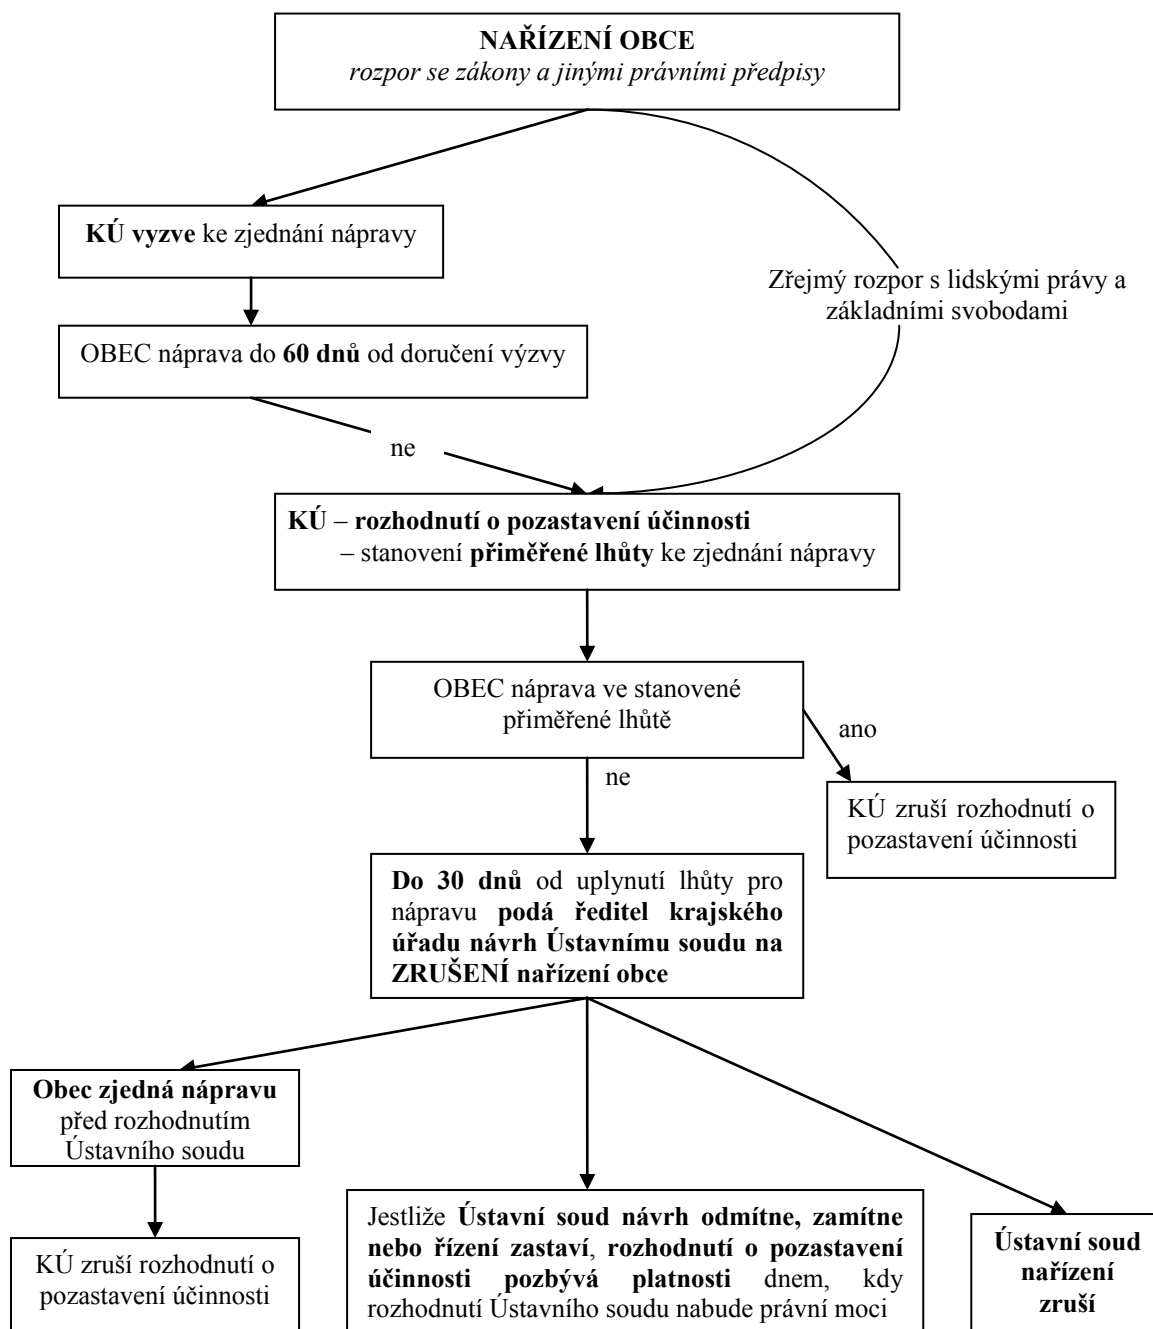 NAŘÍZENÍ OBCE
rozpor se zákony a jinými právními předpisy
KÚ vyzve ke zjednání nápravy
Zřejmý rozpor s lidskými právy a
základními svobodami
OBEC náprava do 60 dnů od doručení výzvy
ne
KÚ – rozhodnutí o pozastavení účinnosti
– stanovení přiměřené lhůty ke zjednání nápravy
OBEC náprava ve stanovené
přiměřené lhůtě
ano
ne
KÚ zruší rozhodnutí o
pozastavení účinnosti
Do 30 dnů od uplynutí lhůty pro
nápravu podá ředitel krajského
úřadu návrh Ústavnímu soudu na
ZRUŠENÍ nařízení obce
Obec zjedná nápravu
před rozhodnutím
Ústavního soudu
KÚ zruší rozhodnutí o
pozastavení účinnosti
Jestliže Ústavní soud návrh odmítne, zamítne
nebo řízení zastaví, rozhodnutí o pozastavení
účinnosti pozbývá platnosti dnem, kdy
rozhodnutí Ústavního soudu nabude právní moci
Ústavní soud
nařízení
zruší